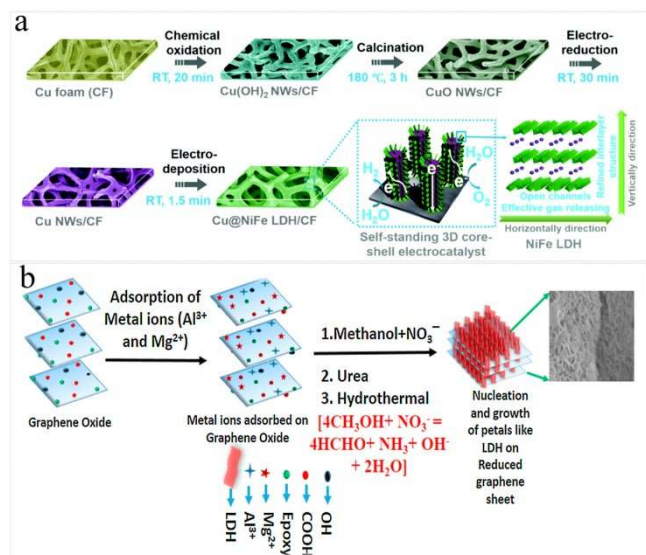 a
Chemical
oxidation
RT, 20 min
Calcination
180 ℃, 3 h
Electro-
reduction
RT, 30 min
Cu foam (CF)
Cu(OH)₂ NWs/CF
CuO NWs/CF
Electro-
deposition
RT, 1.5 min
Cu NWs/CF
Cu@NiFe LDH/CF
H₂
H₂O
H₂O
O₂
e⁻
e⁻
e⁻
Self-standing 3D core-
shell electrocatalyst
Open channels
Effective gas releasing
Horizontally direction
NiFe LDH
Refined interlayer
structure
Vertically direction
b
Adsorption of
Metal ions (Al³⁺
and Mg²⁺)
1.Methanol+NO₃⁻
2. Urea
3. Hydrothermal
[4CH₃OH+ NO₃⁻=
4HCHO+ NH₃+ OH⁻
+ 2H₂O]
Graphene Oxide
Metal ions adsorbed on
Graphene Oxide
Nucleation
and growth
of petals like
LDH on
Reduced
graphene
sheet
LDH
Al³⁺
Mg²⁺
Epoxy
COOH
OH